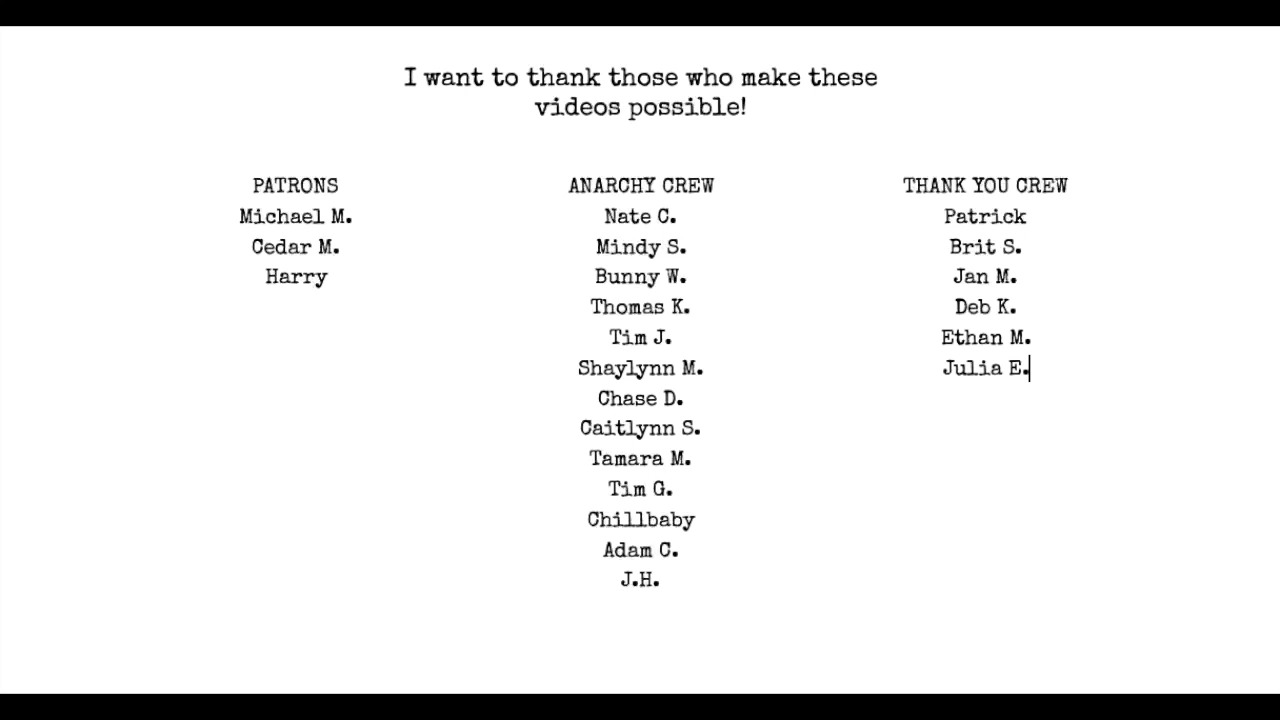 I want to thank those who make these
videos possible!
PATRONS
Michael M.
Cedar M.
Harry
ANARCHY CREW
Nate C.
Mindy S.
Bunny W.
Thomas K.
Tim J.
Shaylynn M.
Chase D.
Caitlynn S.
Tamara M.
Tim G.
Chillbaby
Adam C.
J.H.
THANK YOU CREW
Patrick
Brit S.
Jan M.
Deb K.
Ethan M.
Julia E.